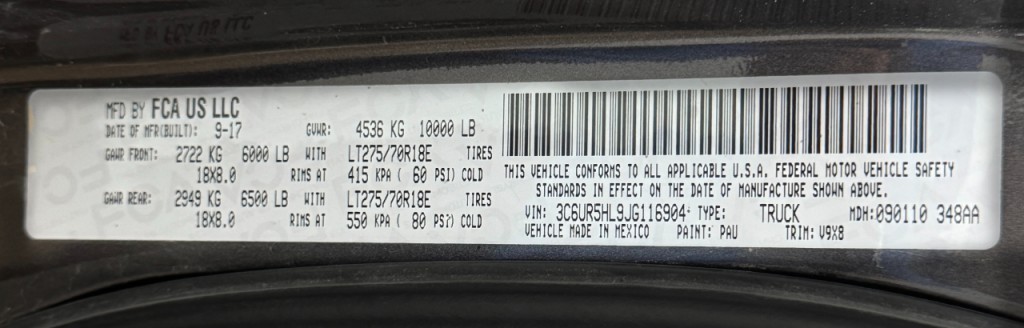 MFD BY FCA US LLC
DATE OF MFR(BUILT): 9-17 GVWR: 4536 KG 10000 LB
GAWR FRONT: 2722 KG 6000 LB WITH LT275/70R18E TIRES
18X8.0 RIMS AT 415 KPA ( 60 PSI) COLD
GAWR REAR: 2949 KG 6500 LB WITH LT275/70R18E TIRES
18X8.0 RIMS AT 550 KPA ( 80 PSI) COLD
THIS VEHICLE CONFORMS TO ALL APPLICABLE U.S.A. FEDERAL MOTOR VEHICLE SAFETY
STANDARDS IN EFFECT ON THE DATE OF MANUFACTURE SHOWN ABOVE.
VIN: 3C6UR5HL9JG116904 TYPE: TRUCK MDH:090110 348AA
VEHICLE MADE IN MEXICO PAINT: PAU TRIM: V9X8